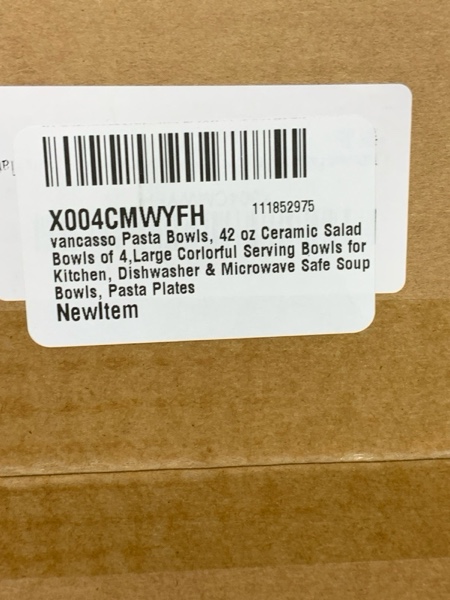 X004CMWYFH 111852975
vancasso Pasta Bowls, 42 oz Ceramic Salad
Bowls of 4,Large Corlorful Serving Bowls for
Kitchen, Dishwasher & Microwave Safe Soup
Bowls, Pasta Plates
NewItem